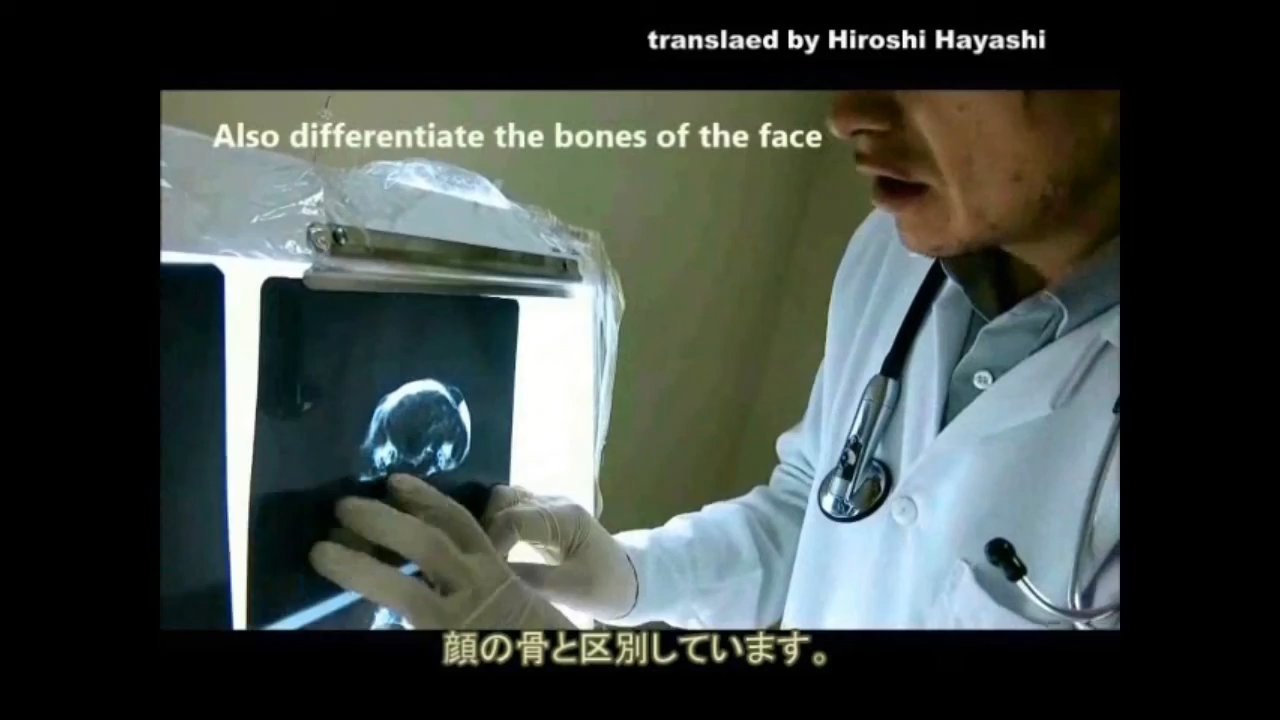 translaed by Hiroshi Hayashi
Also differentiate the bones of the face
顔の骨と区別しています。